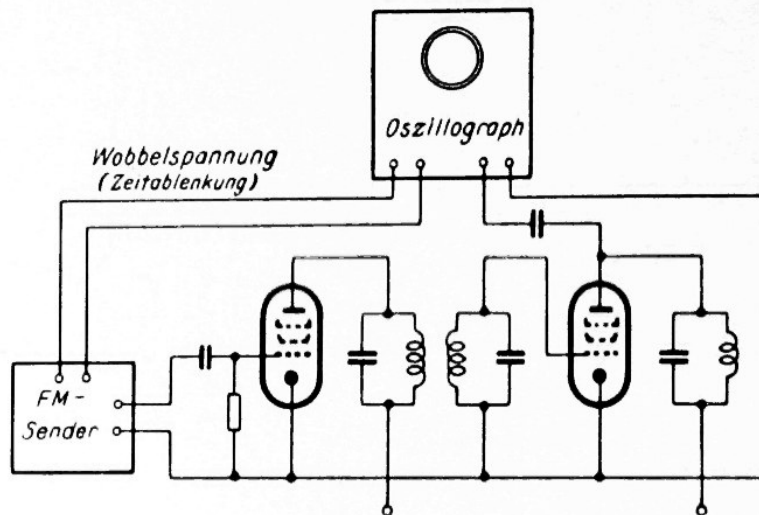 Oszillograph
Wobbelspannung
(Zeitablenkung)
FM-
Sender